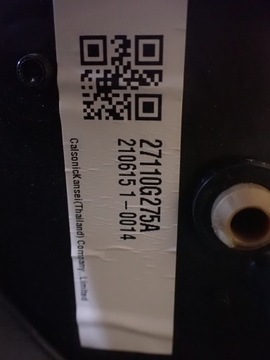 27110G275A
2106151-0014
CalsonicKansei(Thailand) Company Limited